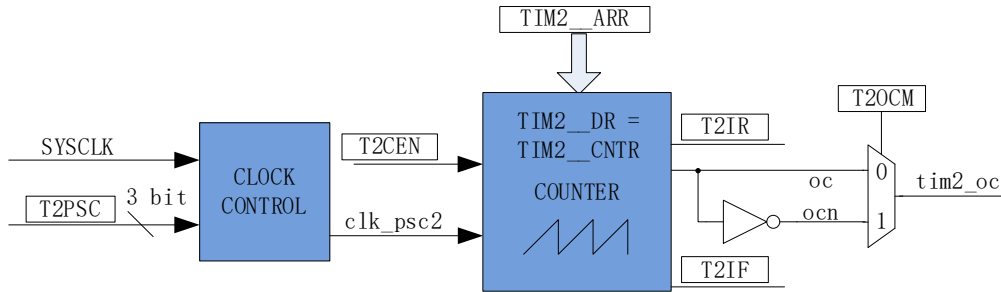 TIM2__ARR
SYSCLK
T2PSC
3 bit
CLOCK
CONTROL
T2CEN
clk_psc2
TIM2__DR =
TIM2__CNTR
COUNTER
T2IR
T2IF
oc
ocn
T2OCM
0
1
tim2_oc